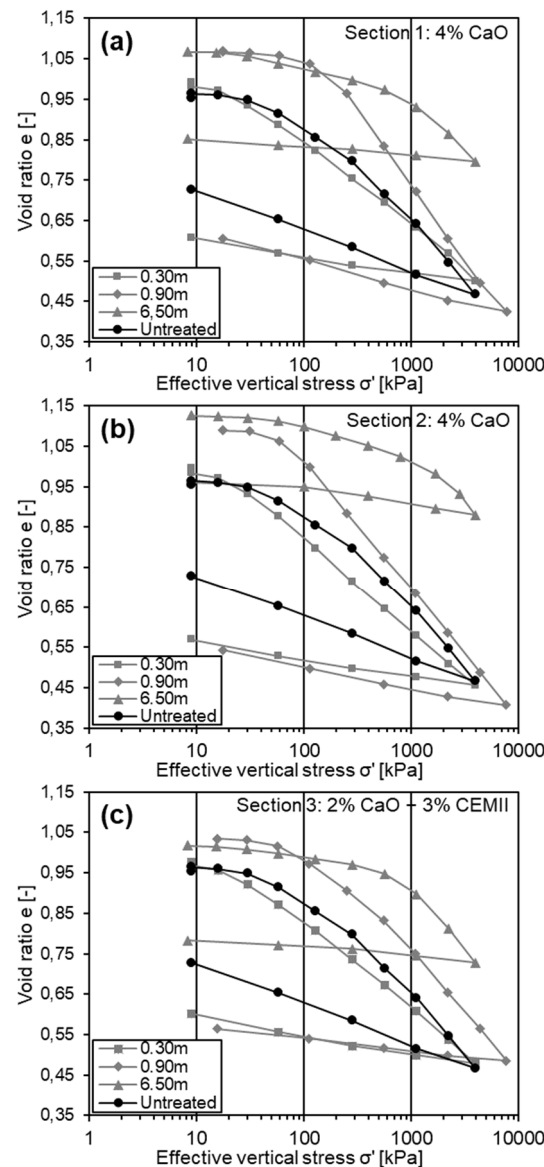 (a)
Section 1: 4% CaO
1,15
1,05
0,95
0,85
0,75
0,65
0,55
0,45
0,35
Void ratio e [-]
0.30m
0.90m
6,50m
Untreated
1 10 100 1000 10000
Effective vertical stress σ' [kPa]
(b)
Section 2: 4% CaO
1,15
1,05
0,95
0,85
0,75
0,65
0,55
0,45
0,35
Void ratio e [-]
0.30m
0.90m
6.50m
Untreated
1 10 100 1000 10000
Effective vertical stress σ' [kPa]
(c)
Section 3: 2% CaO + 3% CEMII
1,15
1,05
0,95
0,85
0,75
0,65
0,55
0,45
0,35
Void ratio e [-]
0.30m
0.90m
6.50m
Untreated
1 10 100 1000 10000
Effective vertical stress σ' [kPa]